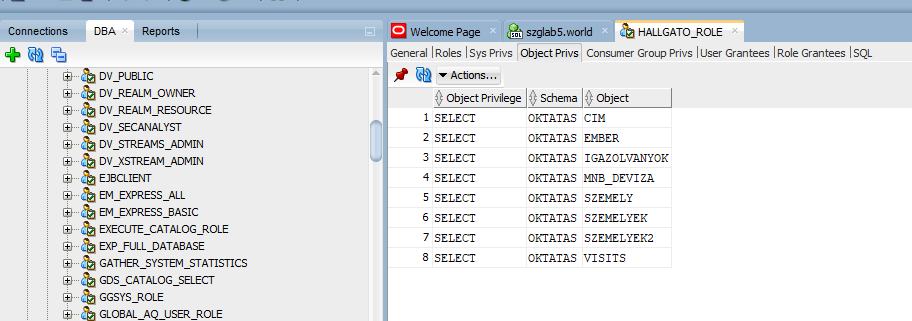 Connections DBA Reports
DV_PUBLIC
DV_REALM_OWNER
DV_REALM_RESOURCE
DV_SECANALYST
DV_STREAMS_ADMIN
DV_XSTREAM_ADMIN
EJBCLIENT
EM_EXPRESS_ALL
EM_EXPRESS_BASIC
EXECUTE_CATALOG_ROLE
EXP_FULL_DATABASE
GATHER_SYSTEM_STATISTICS
GDS_CATALOG_SELECT
GGSYS_ROLE
GLOBAL_AQ_USER_ROLE
Welcome Page SQL szglab5.world HALLGATO_ROLE
General Roles Sys Privs Object Privs Consumer Group Privs User Grantees Role Grantees SQL
Actions...
Object Privilege Schema Object
1 SELECT OKTATAS CIM
2 SELECT OKTATAS EMBER
3 SELECT OKTATAS IGAZOLVANYOK
4 SELECT OKTATAS MNB_DEVIZA
5 SELECT OKTATAS SZEMELY
6 SELECT OKTATAS SZEMELYEK
7 SELECT OKTATAS SZEMELYEK2
8 SELECT OKTATAS VISITS